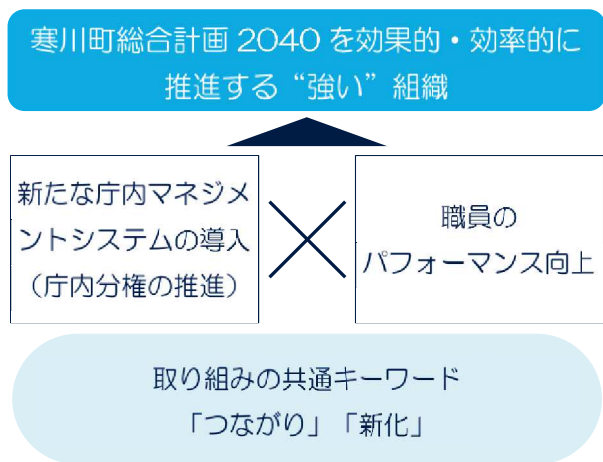 寒川町総合計画 2040 を効果的・効率的に
推進する“強い”組織
新たな庁内マネジメ
ントシステムの導入
（庁内分権の推進）
職員の
パフォーマンス向上
取り組みの共通キーワード
「つながり」「新化」